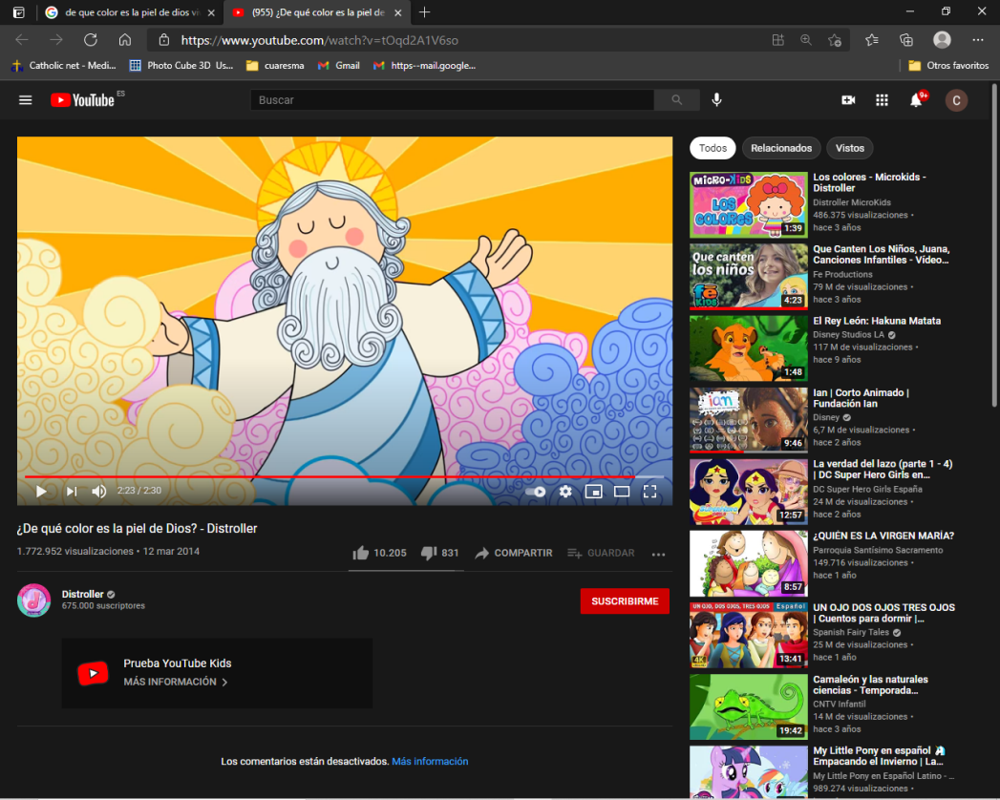 de que color es la piel de dios vi
(955) ¿De qué color es la piel de
https://www.youtube.com/watch?v=tOqd2A1V6so
Catholic net - Medi...
Photo Cube 3D Us...
cuaresma
Gmail
https--mail.google...
Otros favoritos
YouTube ES
Buscar
9+
C
2:23 / 2:30
¿De qué color es la piel de Dios? - Distroller
1.772.952 visualizaciones • 12 mar 2014
10.205
831
COMPARTIR
GUARDAR
Distroller
675.000 suscriptores
SUSCRIBIRME
Prueba YouTube Kids
MÁS INFORMACIÓN
Los comentarios están desactivados. Más información
Todos
Relacionados
Vistos
MICRO-KIDS
LOS
COLORES
1:39
Los colores - Microkids -
Distroller
Distroller MicroKids
486.375 visualizaciones •
hace 3 años
Que canten
los niños
fe
KIDS
4:23
Que Canten Los Niños, Juana,
Canciones Infantiles - Vídeo...
Fe Productions
79 M de visualizaciones •
hace 3 años
1:48
El Rey León: Hakuna Matata
Disney Studios LA
117 M de visualizaciones •
hace 9 años
ian
9:46
Ian | Corto Animado |
Fundación Ian
Disney
6,7 M de visualizaciones •
hace 2 años
12:57
La verdad del lazo (parte 1 - 4)
| DC Super Hero Girls en...
DC Super Hero Girls España
24 M de visualizaciones •
hace 2 años
8:57
¿QUIÉN ES LA VIRGEN MARÍA?
Parroquia Santísimo Sacramento
149.716 visualizaciones •
hace 1 año
UN OJO, DOS OJOS, TRES OJOS
Español
4K
13:41
UN OJO DOS OJOS TRES OJOS
| Cuentos para dormir |...
Spanish Fairy Tales
25 M de visualizaciones •
hace 1 año
19:42
Camaleón y las naturales
ciencias - Temporada...
CNTV Infantil
14 M de visualizaciones •
hace 3 años
My Little Pony en español
Empacando el Invierno | La...
My Little Pony en Español Latino - ...
989.274 visualizaciones •